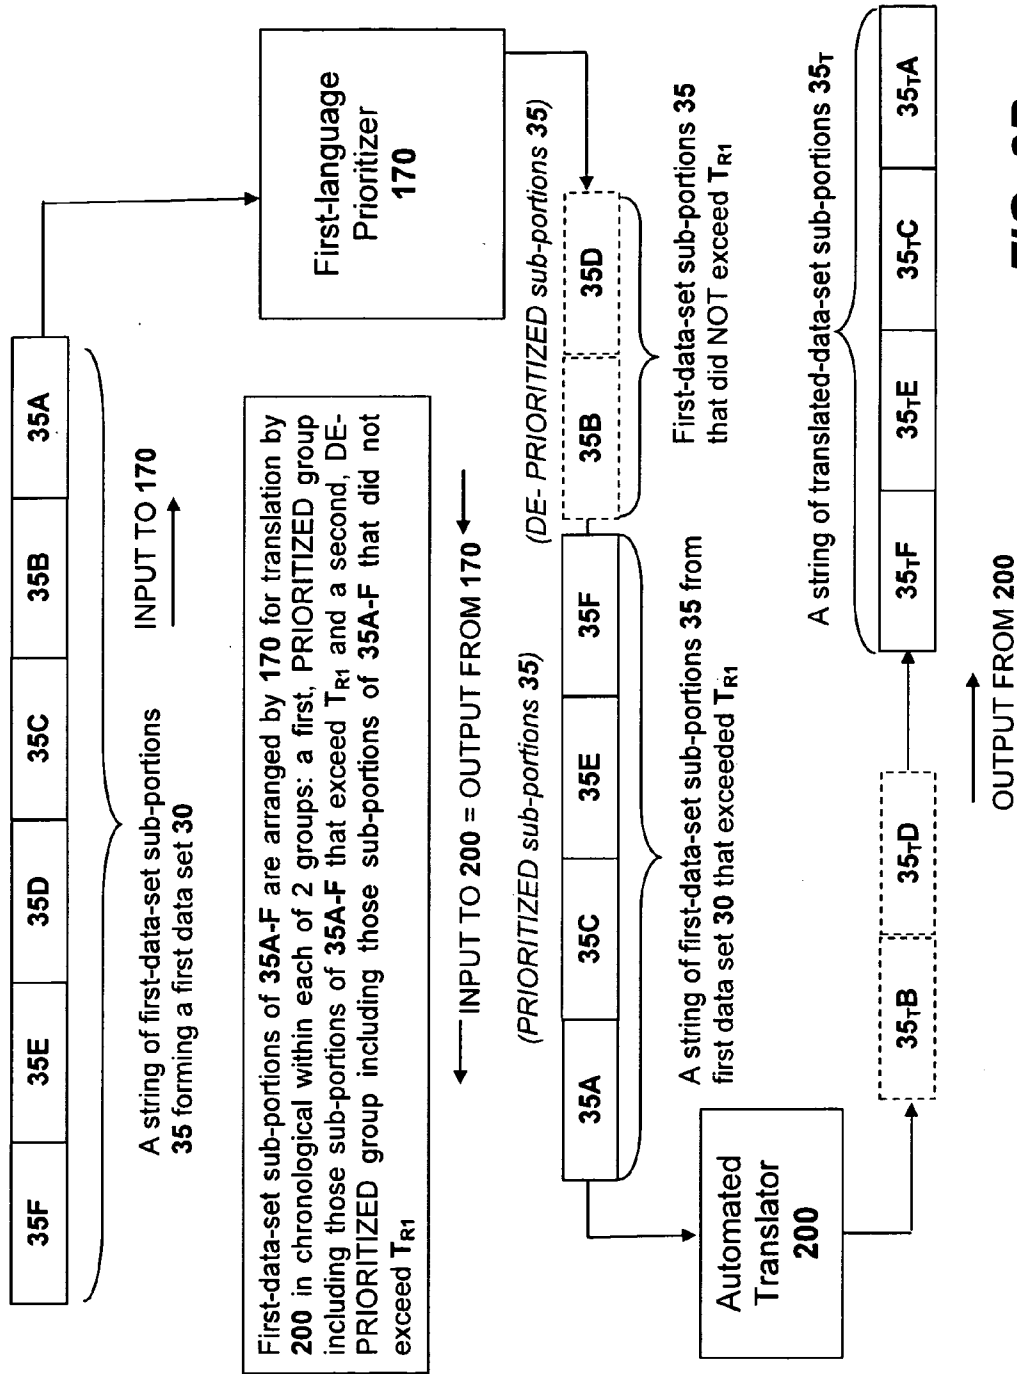 35F 35E 35D 35C 35B 35A
A string of first-data-set sub-portions
35 forming a first data set 30
INPUT TO 170
First-language
Prioritizer
170
First-data-set sub-portions of 35A-F are arranged by 170 for translation by
200 in chronological within each of 2 groups: a first, PRIORITIZED group
including those sub-portions of 35A-F that exceed TR1 and a second, DE-
PRIORITIZED group including those sub-portions of 35A-F that did not
exceed TR1
INPUT TO 200 = OUTPUT FROM 170
(PRIORITIZED sub-portions 35)
(DE- PRIORITIZED sub-portions 35)
35A 35C 35E 35F 35B 35D
A string of first-data-set sub-portions 35 from
first data set 30 that exceeded TR1
First-data-set sub-portions 35
that did NOT exceed TR1
Automated
Translator
200
A string of translated-data-set sub-portions 35T
35TB 35TD 35TF 35TE 35TC 35TA
OUTPUT FROM 200